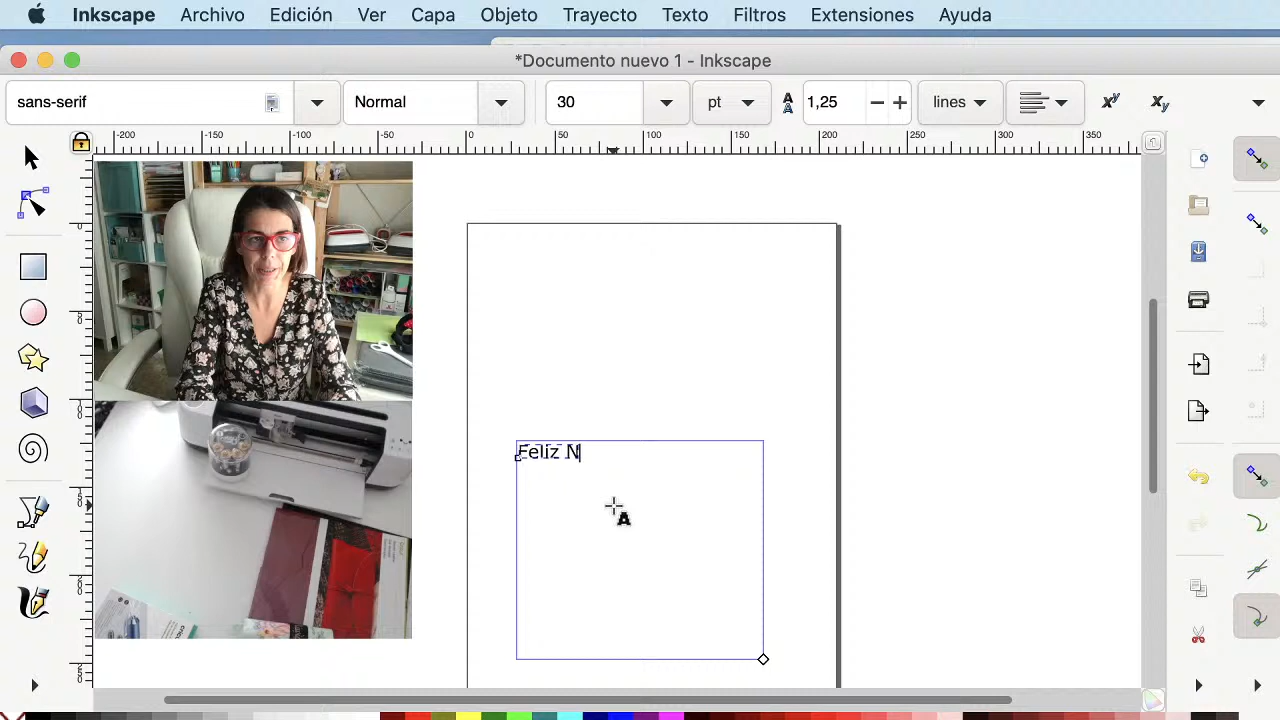 Inkscape Archivo Edición Ver Capa Objeto Trayecto Texto Filtros Extensiones Ayuda
*Documento nuevo 1 - Inkscape
sans-serif Normal 30 pt 1,25 lines
-200 -150 -100 -50 0 50 100 150 200 250 300 350
Feliz N